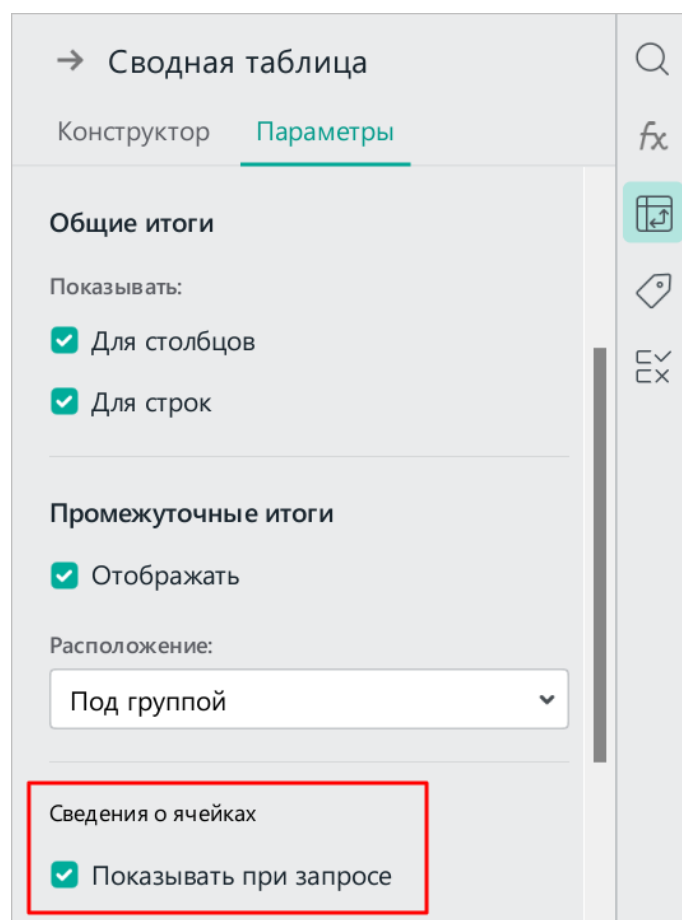 Сводная таблица
Конструктор Параметры
Общие итоги
Показывать:
Для столбцов
Для строк
Промежуточные итоги
Отображать
Расположение:
Под группой
Сведения о ячейках
Показывать при запросе
fx